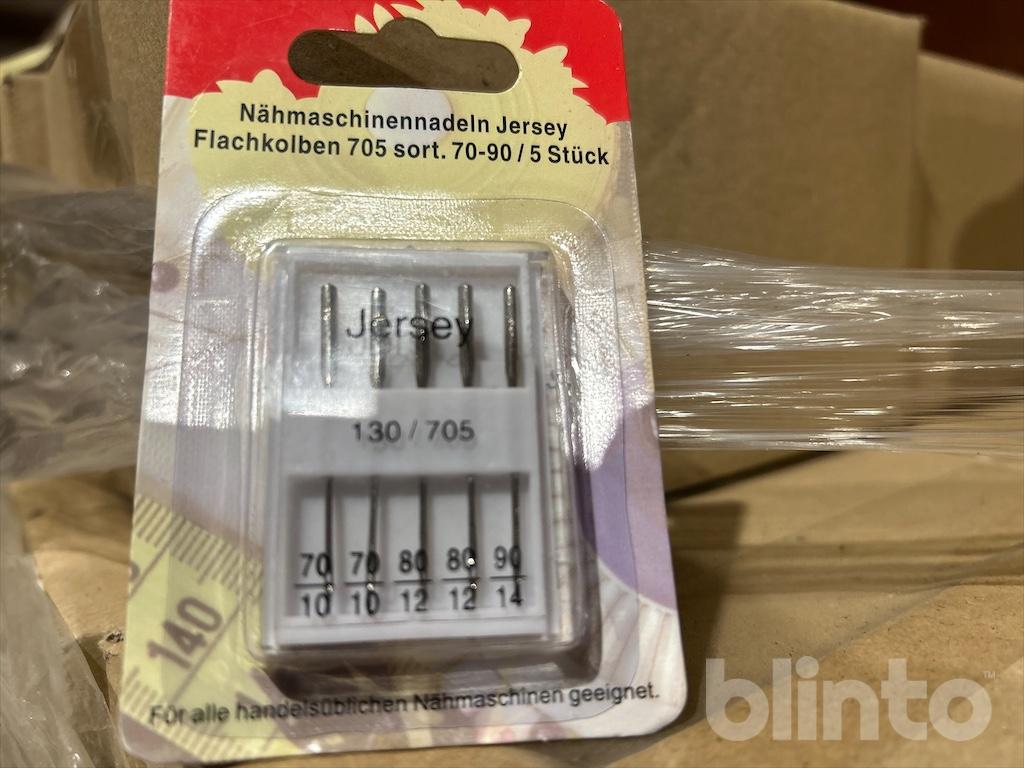 Nähmaschinennadeln Jersey
Flachkolben 705 sort. 70-90 / 5 Stück
Jersey
130 / 705
70 70 80 80 90
10 10 12 12 14
140
Für alle handelsüblichen Nähmaschinen geeignet.
blinto™